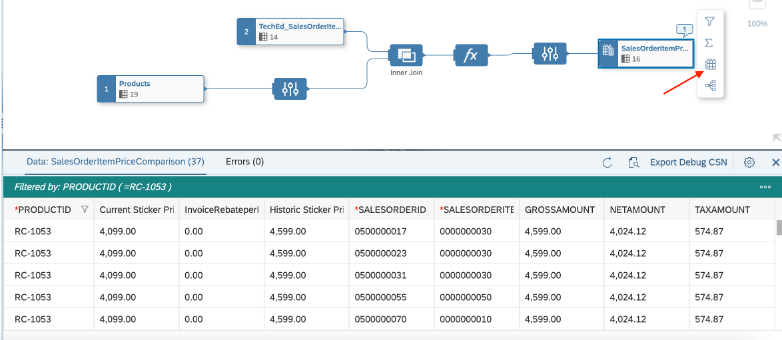 2
TechEd_SalesOrderIte...
14
1
SalesOrderItemPr...
16
100%
1
Products
19
Inner Join
fx
Data: SalesOrderItemPriceComparison (37) Errors (0) Export Debug CSN
Filtered by: PRODUCTID ( =RC-1053 )
*PRODUCTID Current Sticker Pri InvoiceRebateperI Historic Sticker Pri *SALESORDERID *SALESORDERITE GROSSAMOUNT NETAMOUNT TAXAMOUNT
RC-1053 4,099.00 0.00 4,599.00 0500000017 0000000030 4,599.00 4,024.12 574.87
RC-1053 4,099.00 0.00 4,599.00 0500000023 0000000030 4,599.00 4,024.12 574.87
RC-1053 4,099.00 0.00 4,599.00 0500000031 0000000030 4,599.00 4,024.12 574.87
RC-1053 4,099.00 0.00 4,599.00 0500000055 0000000050 4,599.00 4,024.12 574.87
RC-1053 4,099.00 0.00 4,599.00 0500000070 0000000010 4,599.00 4,024.12 574.87